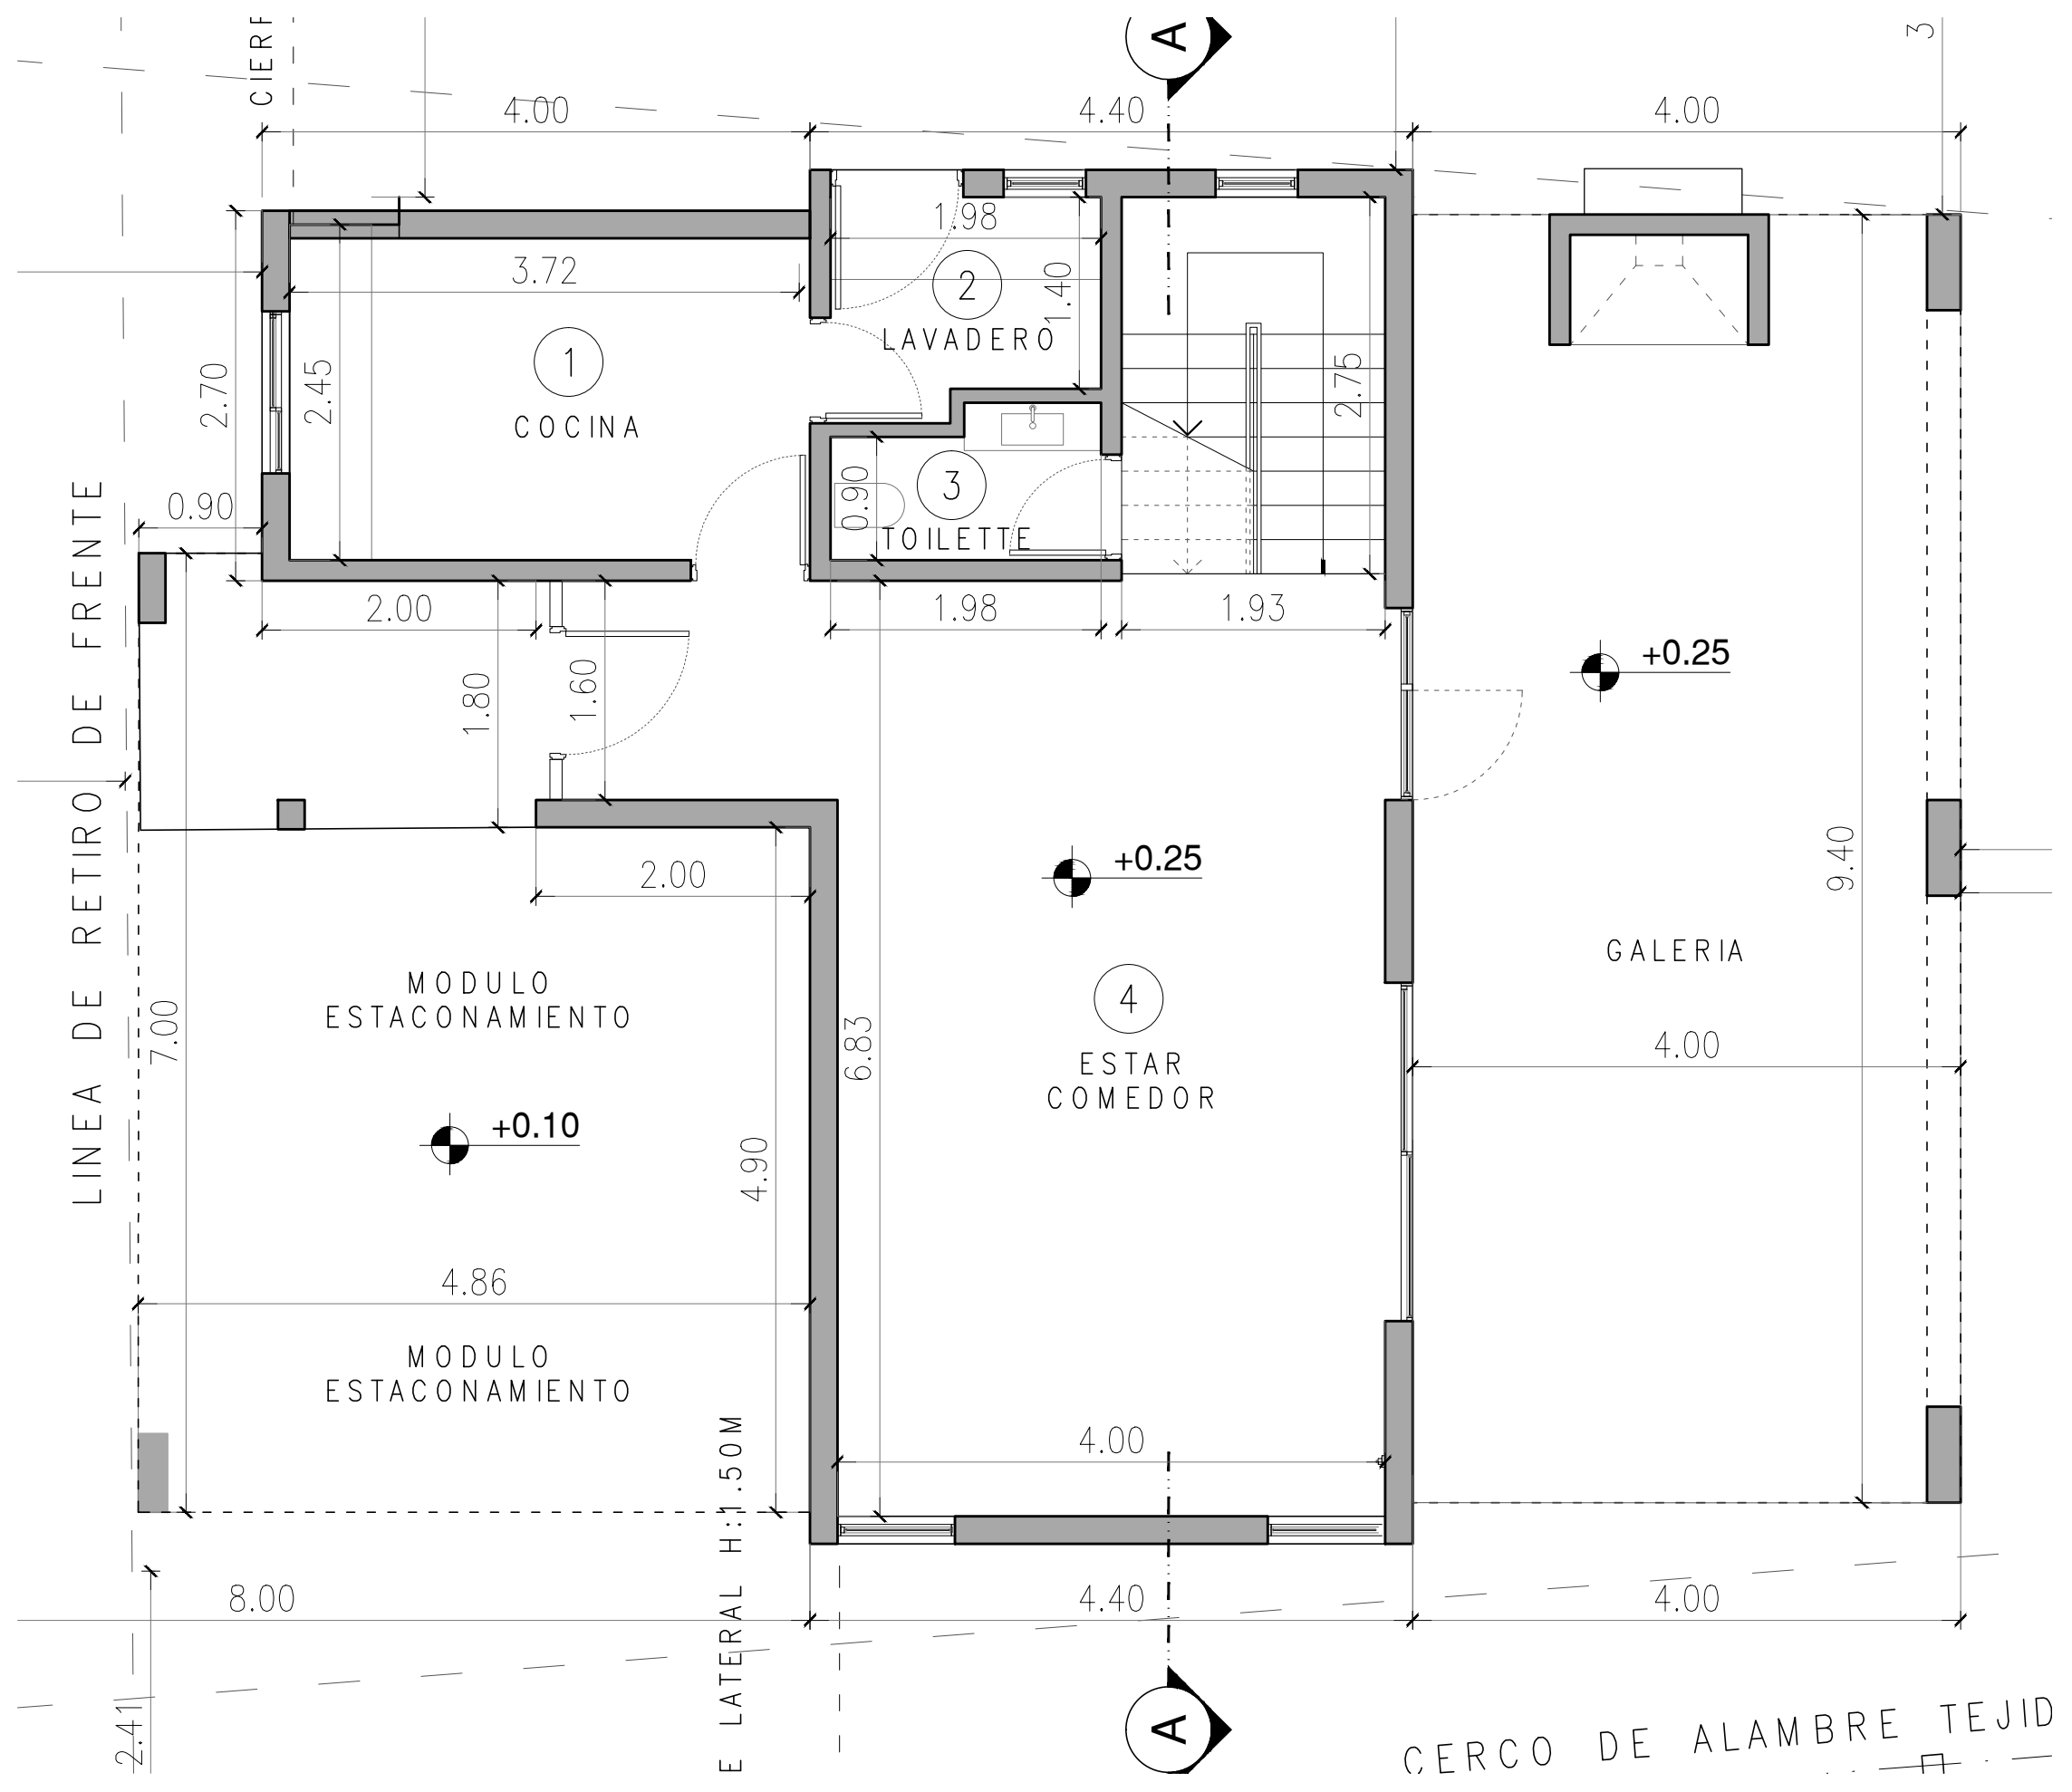 CIERR
A
3
4.00
4.40
4.00
1.98
3.72
2
1.40
LAVADERO
1
COCINA
2.70
2.45
2.75
0.90
3
0.90
TOILETTE
2.00
1.98
1.93
1.80
1.60
+0.25
LINEA DE RETIRO DE FRENTE
+0.25
2.00
9.40
GALERIA
MODULO
ESTACONAMIENTO
4
ESTAR
COMEDOR
7.00
6.83
4.00
+0.10
4.90
4.86
MODULO
ESTACONAMIENTO
4.00
E LATERAL H:1.50M
8.00
4.40
4.00
2.41
A
CERCO DE ALAMBRE TEJID